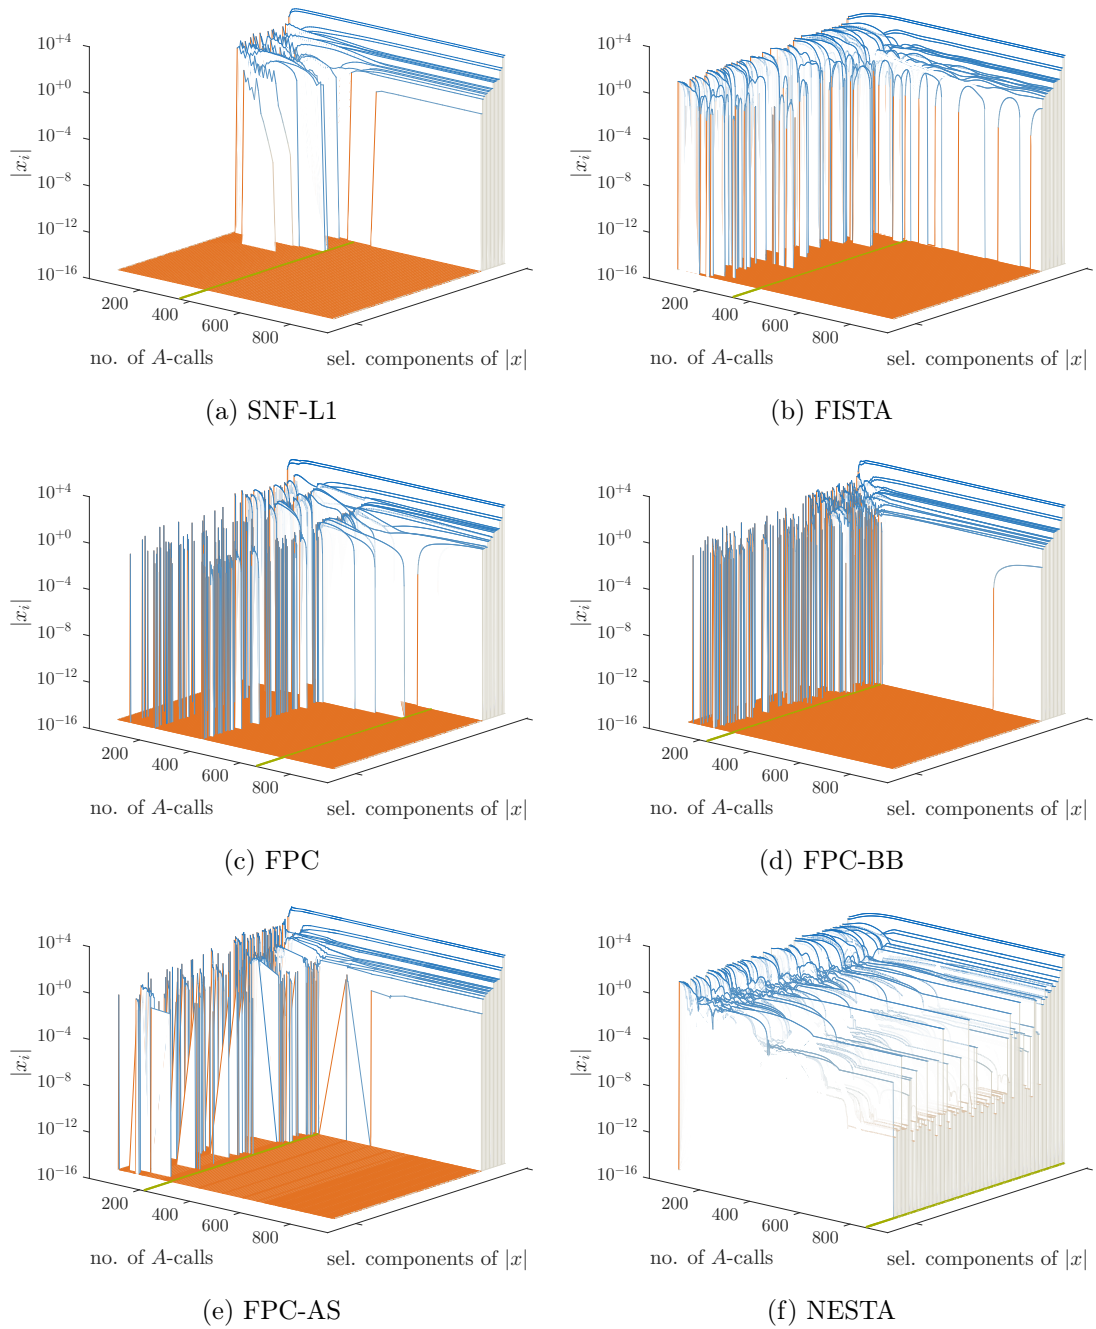 10^{+4}
10^{+0}
10^{-4}
10^{-8}
10^{-12}
10^{-16}
|x_i|
200
400
600
800
no. of A-calls
sel. components of |x|
(a) SNF-L1
10^{+4}
10^{+0}
10^{-4}
10^{-8}
10^{-12}
10^{-16}
|x_i|
200
400
600
800
no. of A-calls
sel. components of |x|
(b) FISTA
10^{+4}
10^{+0}
10^{-4}
10^{-8}
10^{-12}
10^{-16}
|x_i|
200
400
600
800
no. of A-calls
sel. components of |x|
(c) FPC
10^{+4}
10^{+0}
10^{-4}
10^{-8}
10^{-12}
10^{-16}
|x_i|
200
400
600
800
no. of A-calls
sel. components of |x|
(d) FPC-BB
10^{+4}
10^{+0}
10^{-4}
10^{-8}
10^{-12}
10^{-16}
|x_i|
200
400
600
800
no. of A-calls
sel. components of |x|
(e) FPC-AS
10^{+4}
10^{+0}
10^{-4}
10^{-8}
10^{-12}
10^{-16}
|x_i|
200
400
600
800
no. of A-calls
sel. components of |x|
(f) NESTA